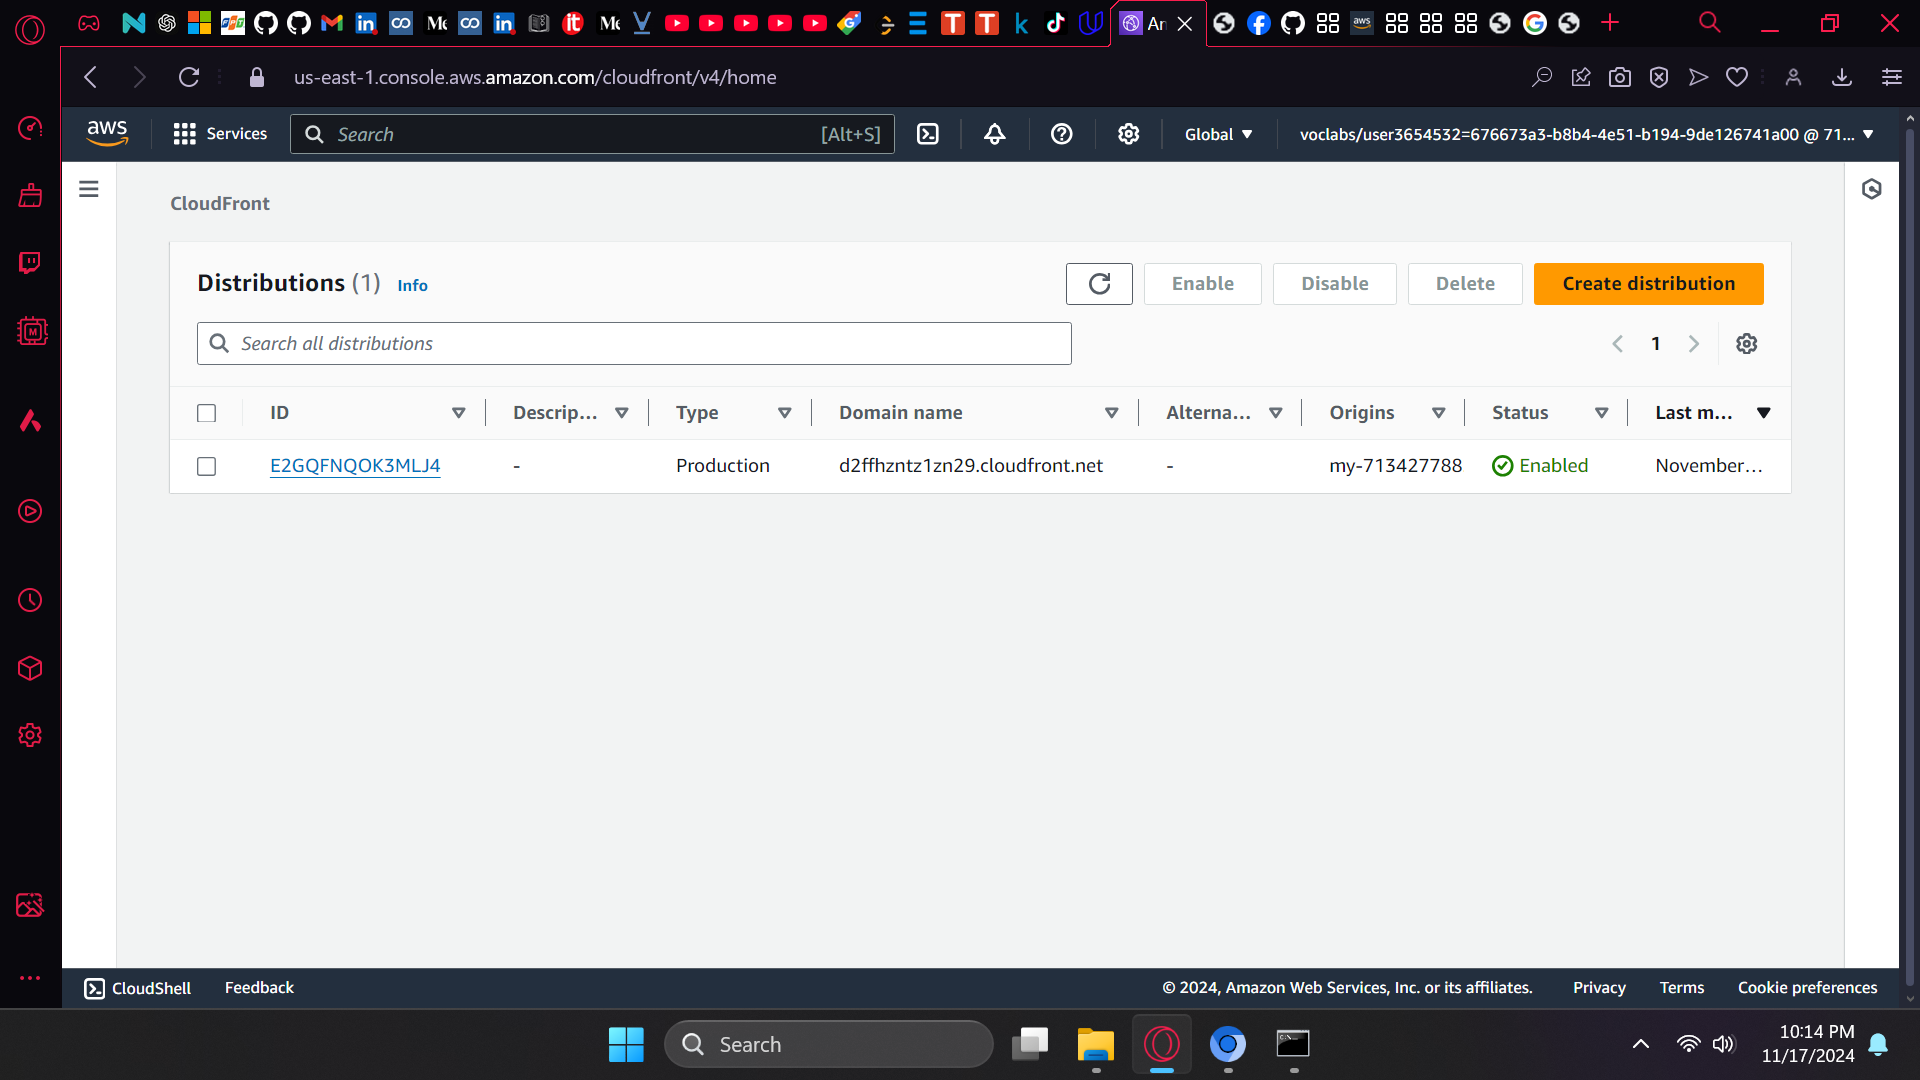 An
us-east-1.console.aws.amazon.com/cloudfront/v4/home
aws
Services
Search
[Alt+S]
Global
voclabs/user3654532=676673a3-b8b4-4e51-b194-9de126741a00 @ 71...
CloudFront
Distributions (1) Info
Enable
Disable
Delete
Create distribution
Search all distributions
1
ID
Descrip...
Type
Domain name
Alterna...
Origins
Status
Last m...
E2GQFNQOK3MLJ4
-
Production
d2ffhzntz1zn29.cloudfront.net
-
my-713427788
Enabled
November...
CloudShell
Feedback
© 2024, Amazon Web Services, Inc. or its affiliates.
Privacy
Terms
Cookie preferences
Search
10:14 PM
11/17/2024